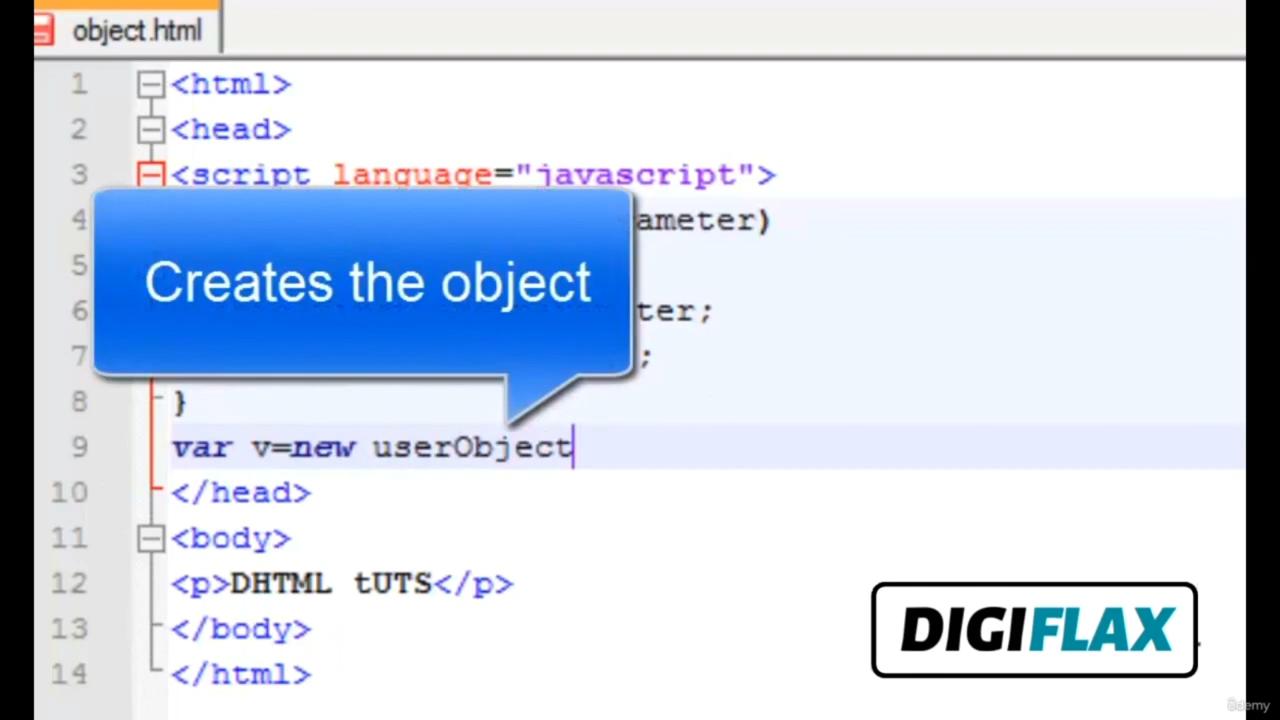 object.html
1 <html>
2 <head>
3 <script language="javascript">
4 ameter)
Creates the object
5
6 ter;
7 ;
8 }
9 var v=new userObject
10 </head>
11 <body>
12 <p>DHTML tUTS</p>
13 </body>
14 </html>
DIGIFLAX
ûdemy